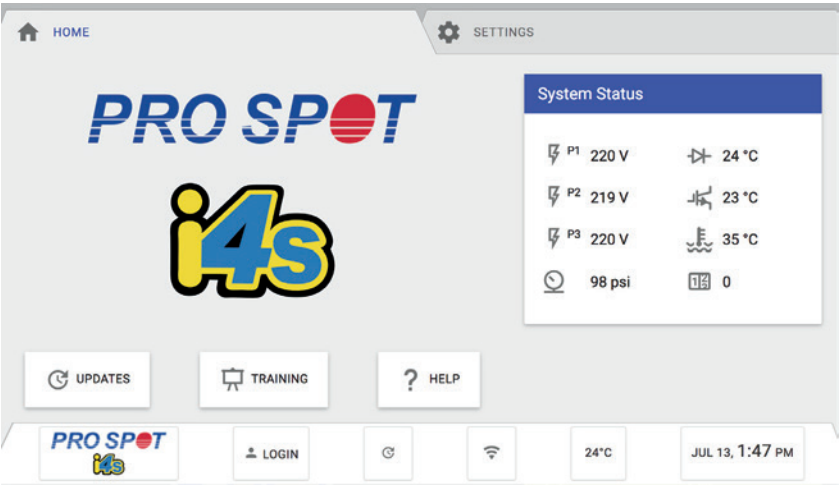 HOME
SETTINGS
PRO SPOT
i4s
System Status
P1 220 V 24 °C
P2 219 V 23 °C
P3 220 V 35 °C
98 psi 0
UPDATES
TRAINING
? HELP
PRO SPOT
i4s
LOGIN
24°C
JUL 13, 1:47 PM